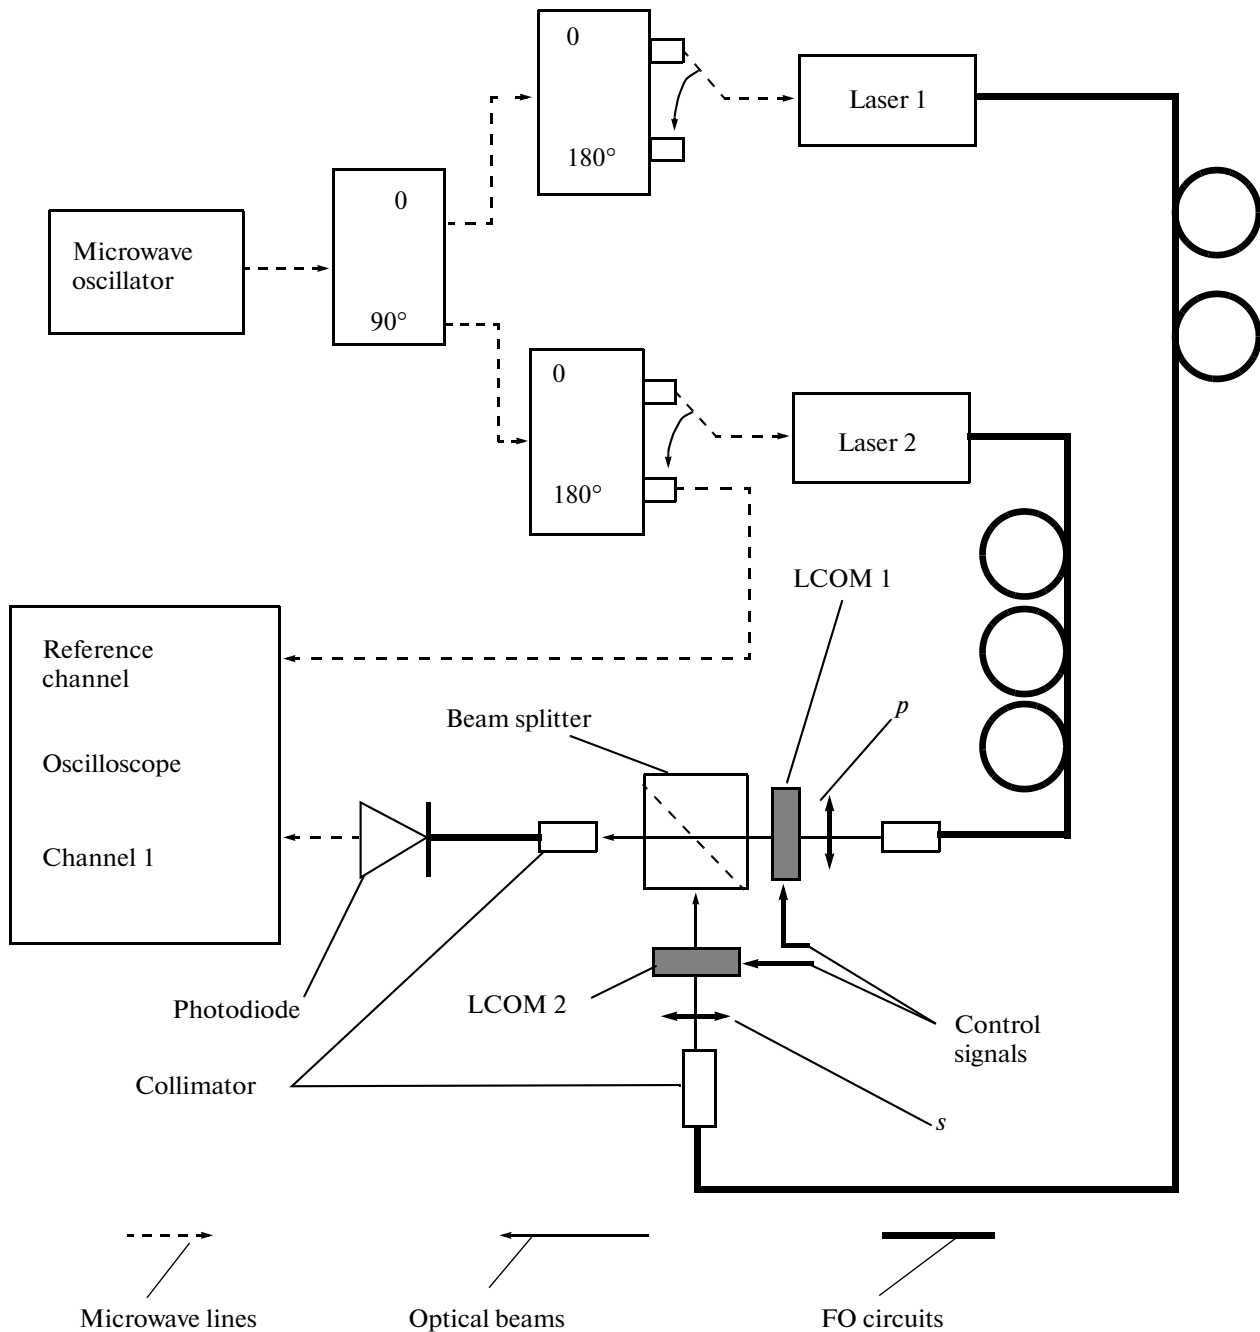 0
180°
Laser 1
0
90°
Microwave
oscillator
0
180°
Laser 2
LCOM 1
Reference
channel
Oscilloscope
Channel 1
Beam splitter
p
Photodiode
LCOM 2
Control
signals
Collimator
s
Microwave lines
Optical beams
FO circuits